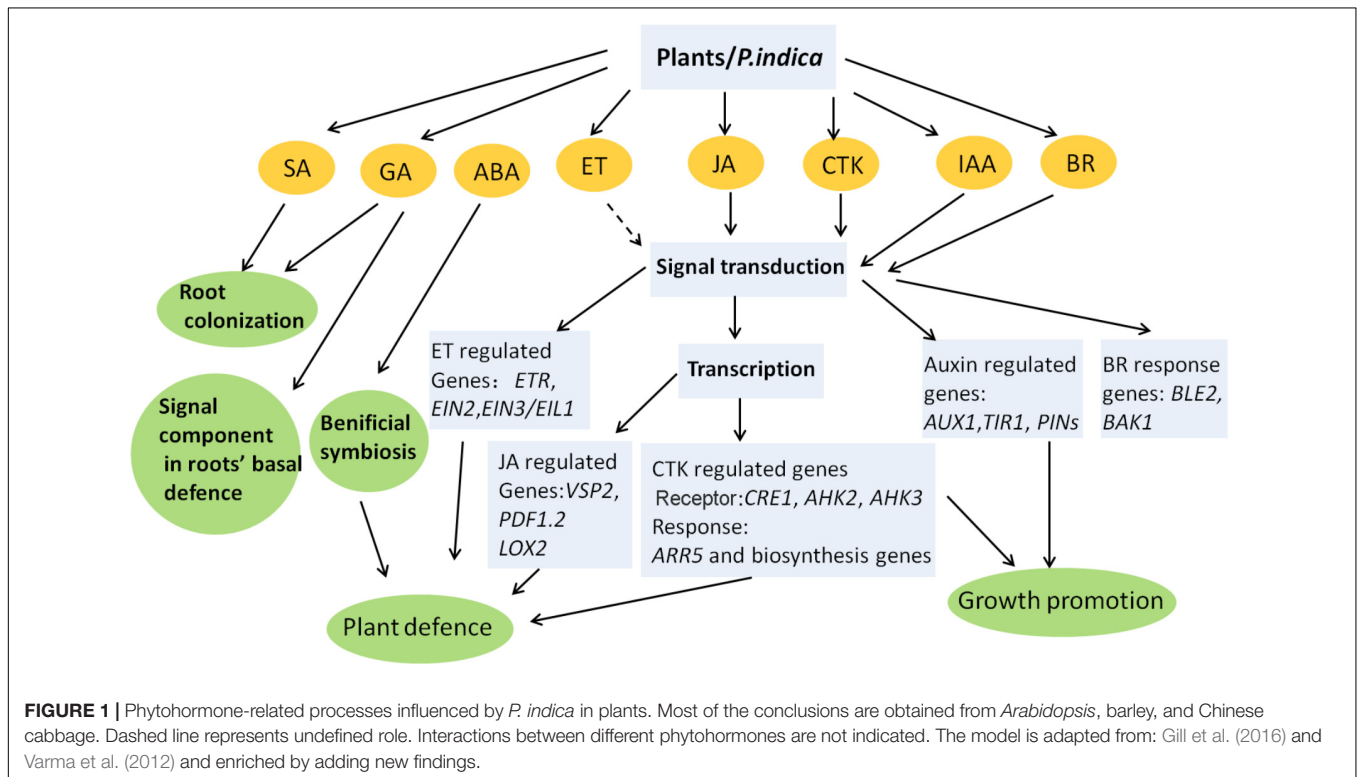 Plants/P.indica
SA
GA
ABA
ET
JA
CTK
IAA
BR
Signal transduction
Root
colonization
ET regulated
Genes： ETR,
EIN2,EIN3/EIL1
Transcription
Auxin regulated
genes:
AUX1,TIR1, PINs
BR response
genes: BLE2,
BAK1
Signal
component
in roots’ basal
defence
Benificial
symbiosis
JA regulated
Genes:VSP2,
PDF1.2
LOX2
CTK regulated genes
Receptor:CRE1, AHK2, AHK3
Response:
ARR5 and biosynthesis genes
Plant defence
Growth promotion
FIGURE 1 | Phytohormone-related processes influenced by P. indica in plants. Most of the conclusions are obtained from Arabidopsis, barley, and Chinese
cabbage. Dashed line represents undefined role. Interactions between different phytohormones are not indicated. The model is adapted from: Gill et al. (2016) and
Varma et al. (2012) and enriched by adding new findings.